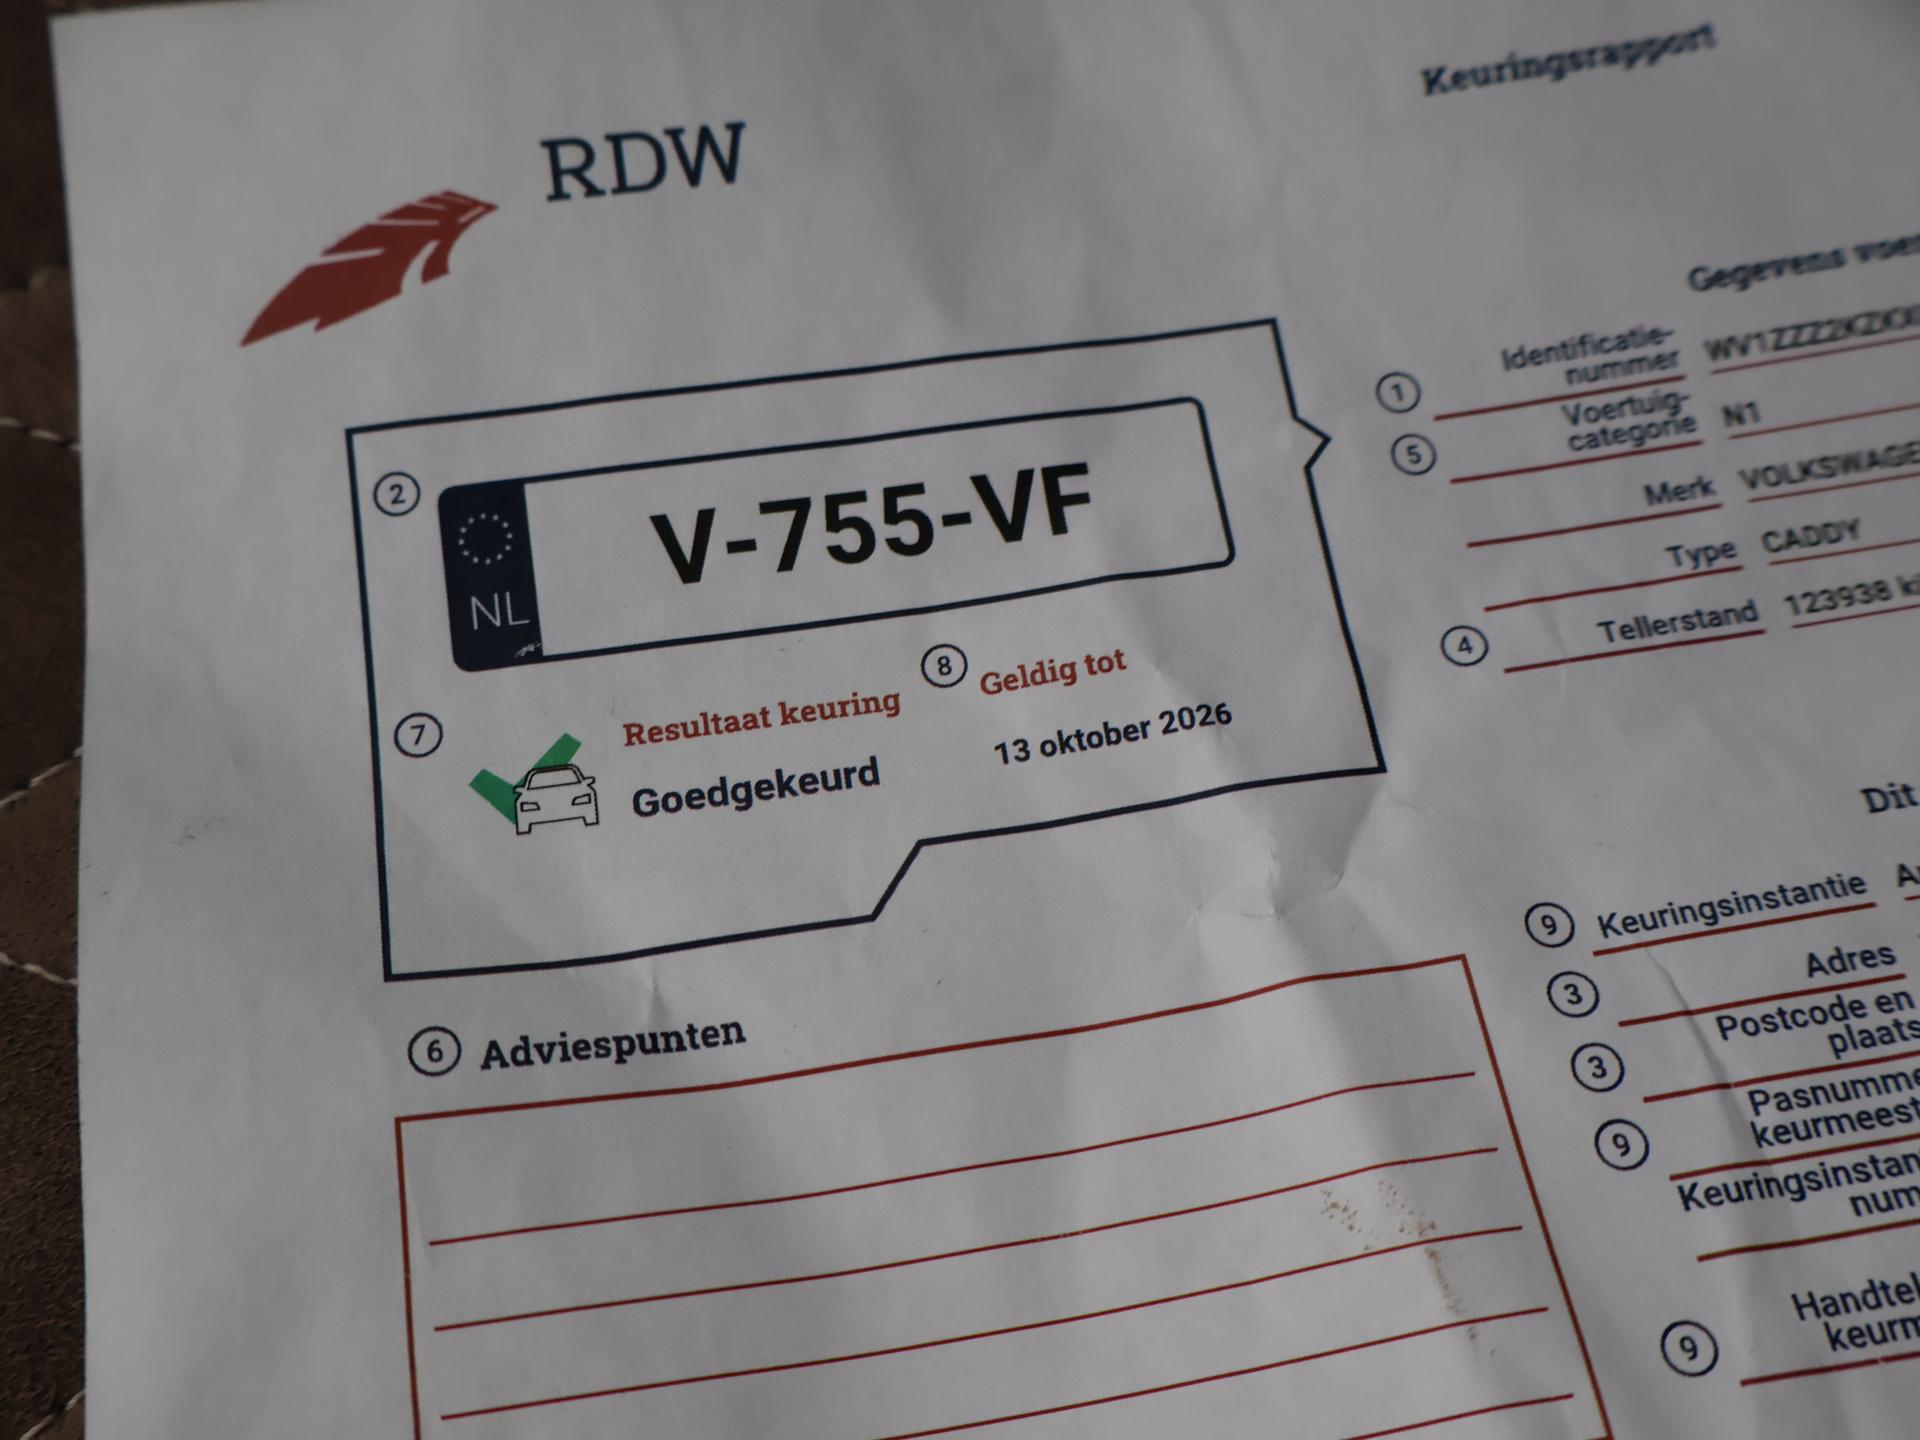 Keuringsrapport
RDW
Gegevens
1 Identificatie-
nummer
5 Voertuig-
categorie N1
Merk VOLKSWAGE
Type CADDY
4 Tellerstand 123938
2 NL V-755-VF
7 Resultaat keuring
Goedgekeurd
8 Geldig tot
13 oktober 2026
Dit
9 Keuringsinstantie
3 Adres
3 Postcode en
plaats
9 Pasnumme
keurmeest
Keuringsinstan
num
9 Handte
keurm
6 Adviespunten